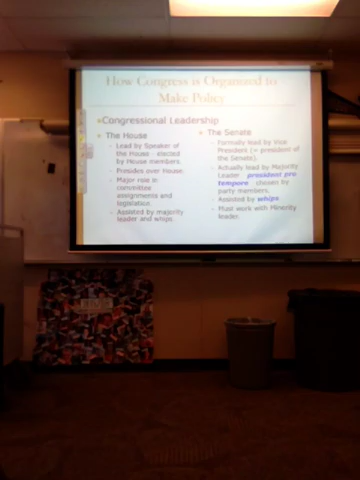 How Congress is Organized to
Make Policy
Congressional Leadership
The House
- Lead by Speaker of
the House - elected
by House members.
- Presides over House.
- Major role in
committee
assignments and
legislation.
- Assisted by majority
leader and whips.
The Senate
- Formally lead by Vice
President (= president of
the Senate).
- Actually lead by Majority
Leader president pro
tempore chosen by
party members.
- Assisted by whips.
- Must work with Minority
leader.